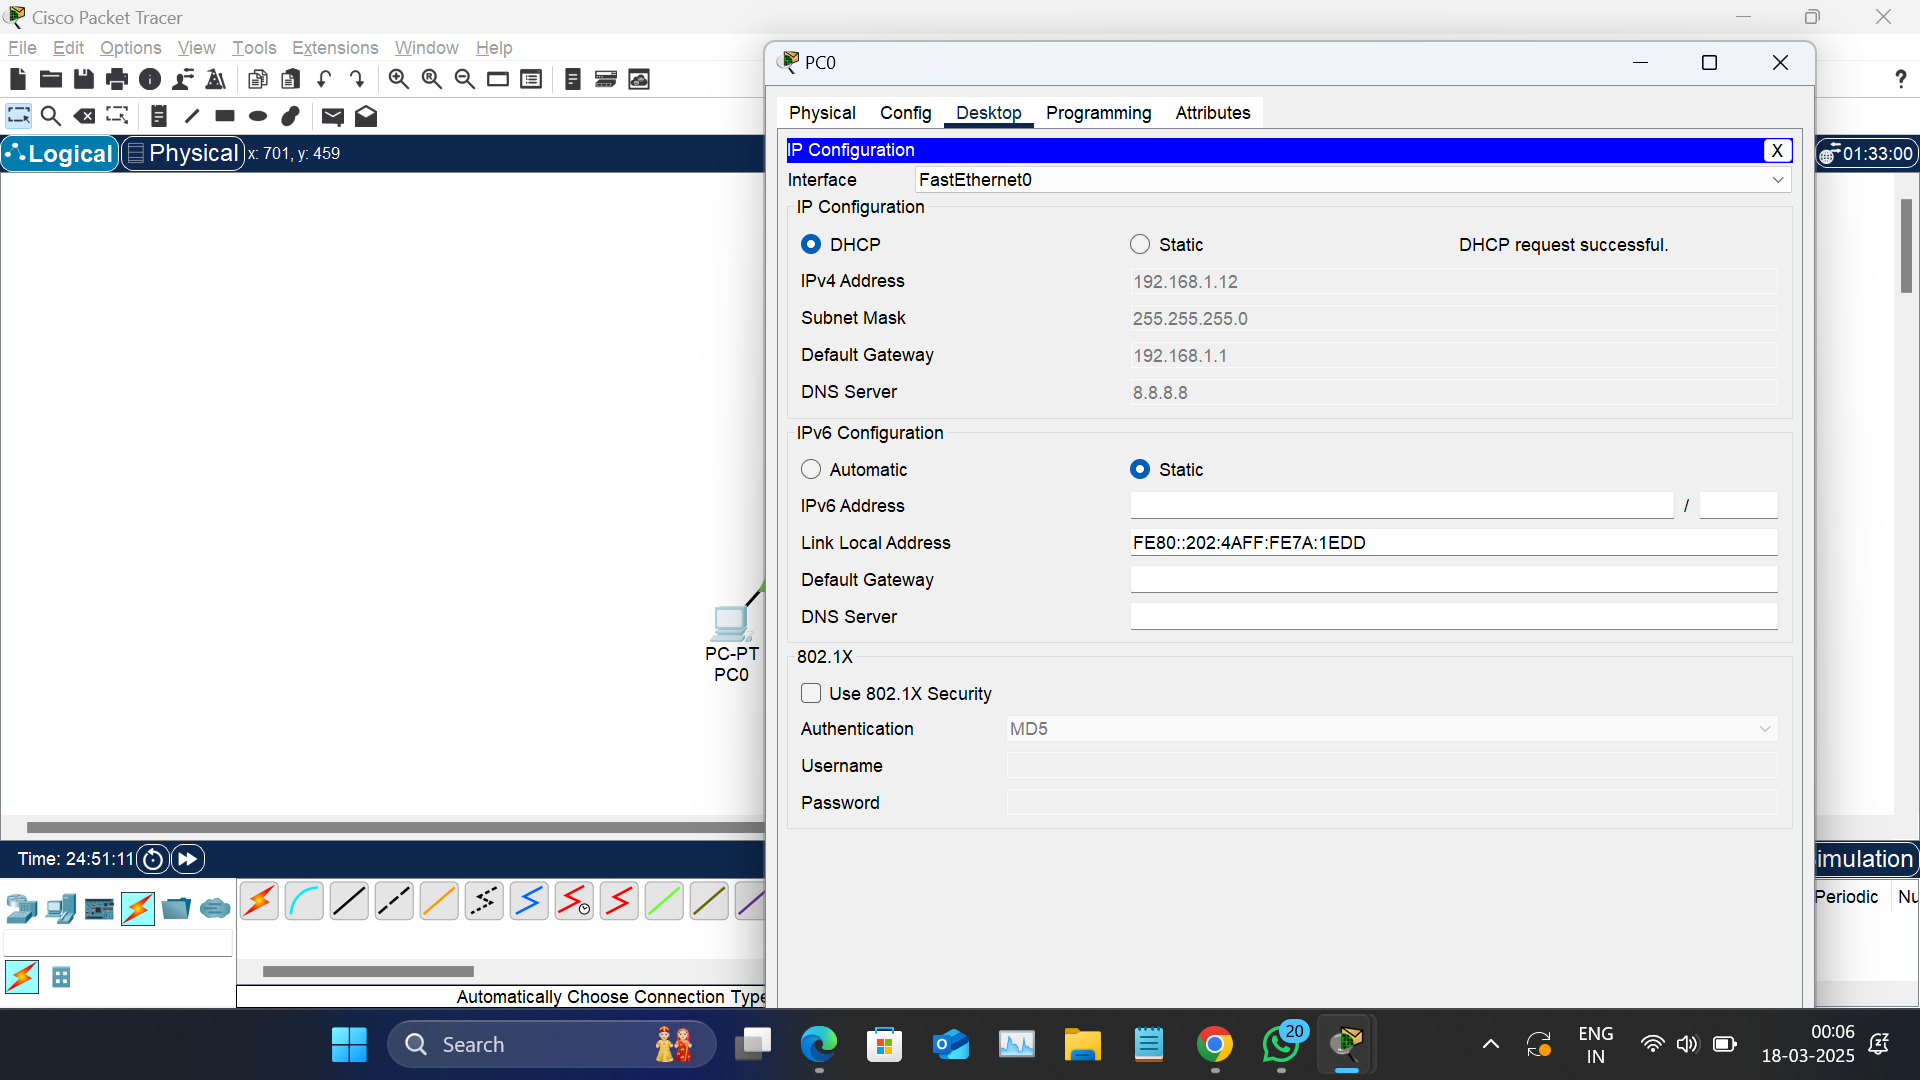 Cisco Packet Tracer
File Edit Options View Tools Extensions Window Help
Logical Physical x: 701, y: 459
PC-PT
PC0
Time: 24:51:11
Automatically Choose Connection Type
PC0
Physical Config Desktop Programming Attributes
IP Configuration X
Interface FastEthernet0
IP Configuration
DHCP Static DHCP request successful.
IPv4 Address 192.168.1.12
Subnet Mask 255.255.255.0
Default Gateway 192.168.1.1
DNS Server 8.8.8.8
IPv6 Configuration
Automatic Static
IPv6 Address /
Link Local Address FE80::202:4AFF:FE7A:1EDD
Default Gateway
DNS Server
802.1X
Use 802.1X Security
Authentication MD5
Username
Password
?
01:33:00
imulation
Periodic Nu
Search
20
ENG
IN
00:06
18-03-2025